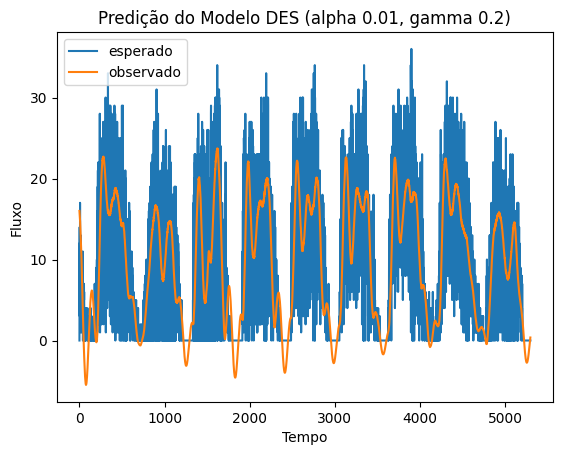 Predição do Modelo DES (alpha 0.01, gamma 0.2)
esperado
observado
Fluxo
30
20
10
0
0 1000 2000 3000 4000 5000
Tempo